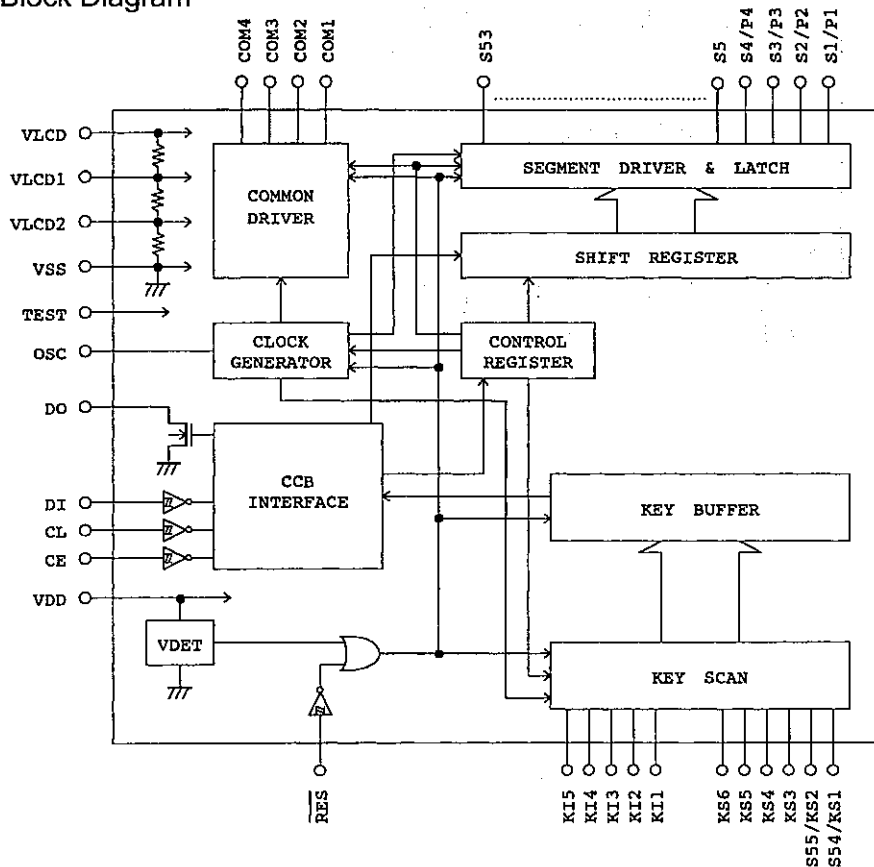 Block Diagram
COM4 COM3 COM2 COM1 S53 S5 S4/P4 S3/P3 S2/P2 S1/P1
VLCD
VLCD1
VLCD2
VSS
TEST
OSC
DO
DI
CL
CE
VDD
COMMON
DRIVER
SEGMENT DRIVER & LATCH
SHIFT REGISTER
CLOCK
GENERATOR
CONTROL
REGISTER
CCB
INTERFACE
KEY BUFFER
VDET
KEY SCAN
RES
KI5 KI4 KI3 KI2 KI1 KS6 KS5 KS4 KS3 S55/KS2 S54/KS1